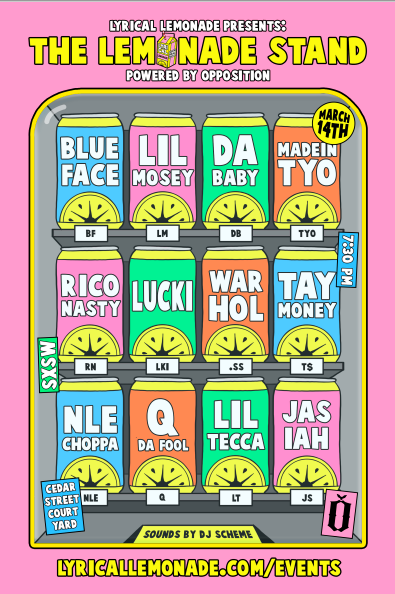 LYRICAL LEMONADE PRESENTS:
THE LEMONADE STAND
POWERED BY OPPOSITION
MARCH
14TH
BLUE
FACE
LIL
MOSEY
DA
BABY
MADEIN
TYO
BF
LM
DB
TYO
7:30 PM
RICO
NASTY
LUCKI
WAR
HOL
TAY
MONEY
RN
LKI
.SS
T$
SXSW
NLE
CHOPPA
Q
DA FOOL
LIL
TECCA
JAS
IAH
NLE
Q
LT
JS
CEDAR
STREET
COURT
YARD
Ǒ
SOUNDS BY DJ SCHEME
LYRICALLEMONADE.COM/EVENTS